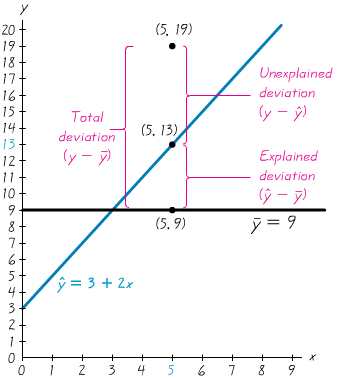 y
20
19
18
17
16
15
14
13
12
11
10
9
8
7
6
5
4
3
2
1
0
(5, 19)
Unexplained
deviation
(y − ŷ)
Total
deviation
(y − ȳ)
(5, 13)
Explained
deviation
(ŷ − ȳ)
(5, 9)
ȳ = 9
ŷ = 3 + 2x
x
0 1 2 3 4 5 6 7 8 9